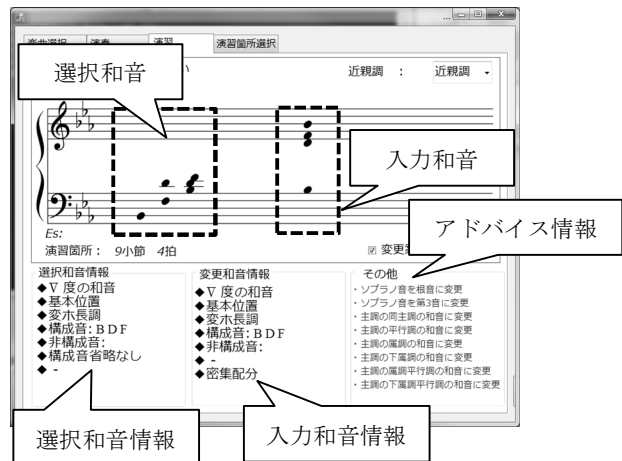 ...
楽曲選択 演奏 演習 演習箇所選択
選択和音
い
近親調 : 近親調
入力和音
アドバイス情報
Es:
演習箇所: 9小節 4拍
変更
選択和音情報
◆V 度の和音
◆基本位置
◆変ホ長調
◆構成音:BDF
◆非構成音:
◆構成音省略なし
◆ -
変更和音情報
◆V 度の和音
◆基本位置
◆変ホ長調
◆構成音:BDF
◆非構成音:
◆ -
◆密集配分
その他
・ソプラノ音を根音に変更
・ソプラノ音を第3音に変更
・主調の同主調の和音に変更
・主調の平行調の和音に変更
・主調の属調の和音に変更
・主調の下属調の和音に変更
・主調の属調平行調の和音に変更
・主調の下属調平行調の和音に変更
選択和音情報
入力和音情報